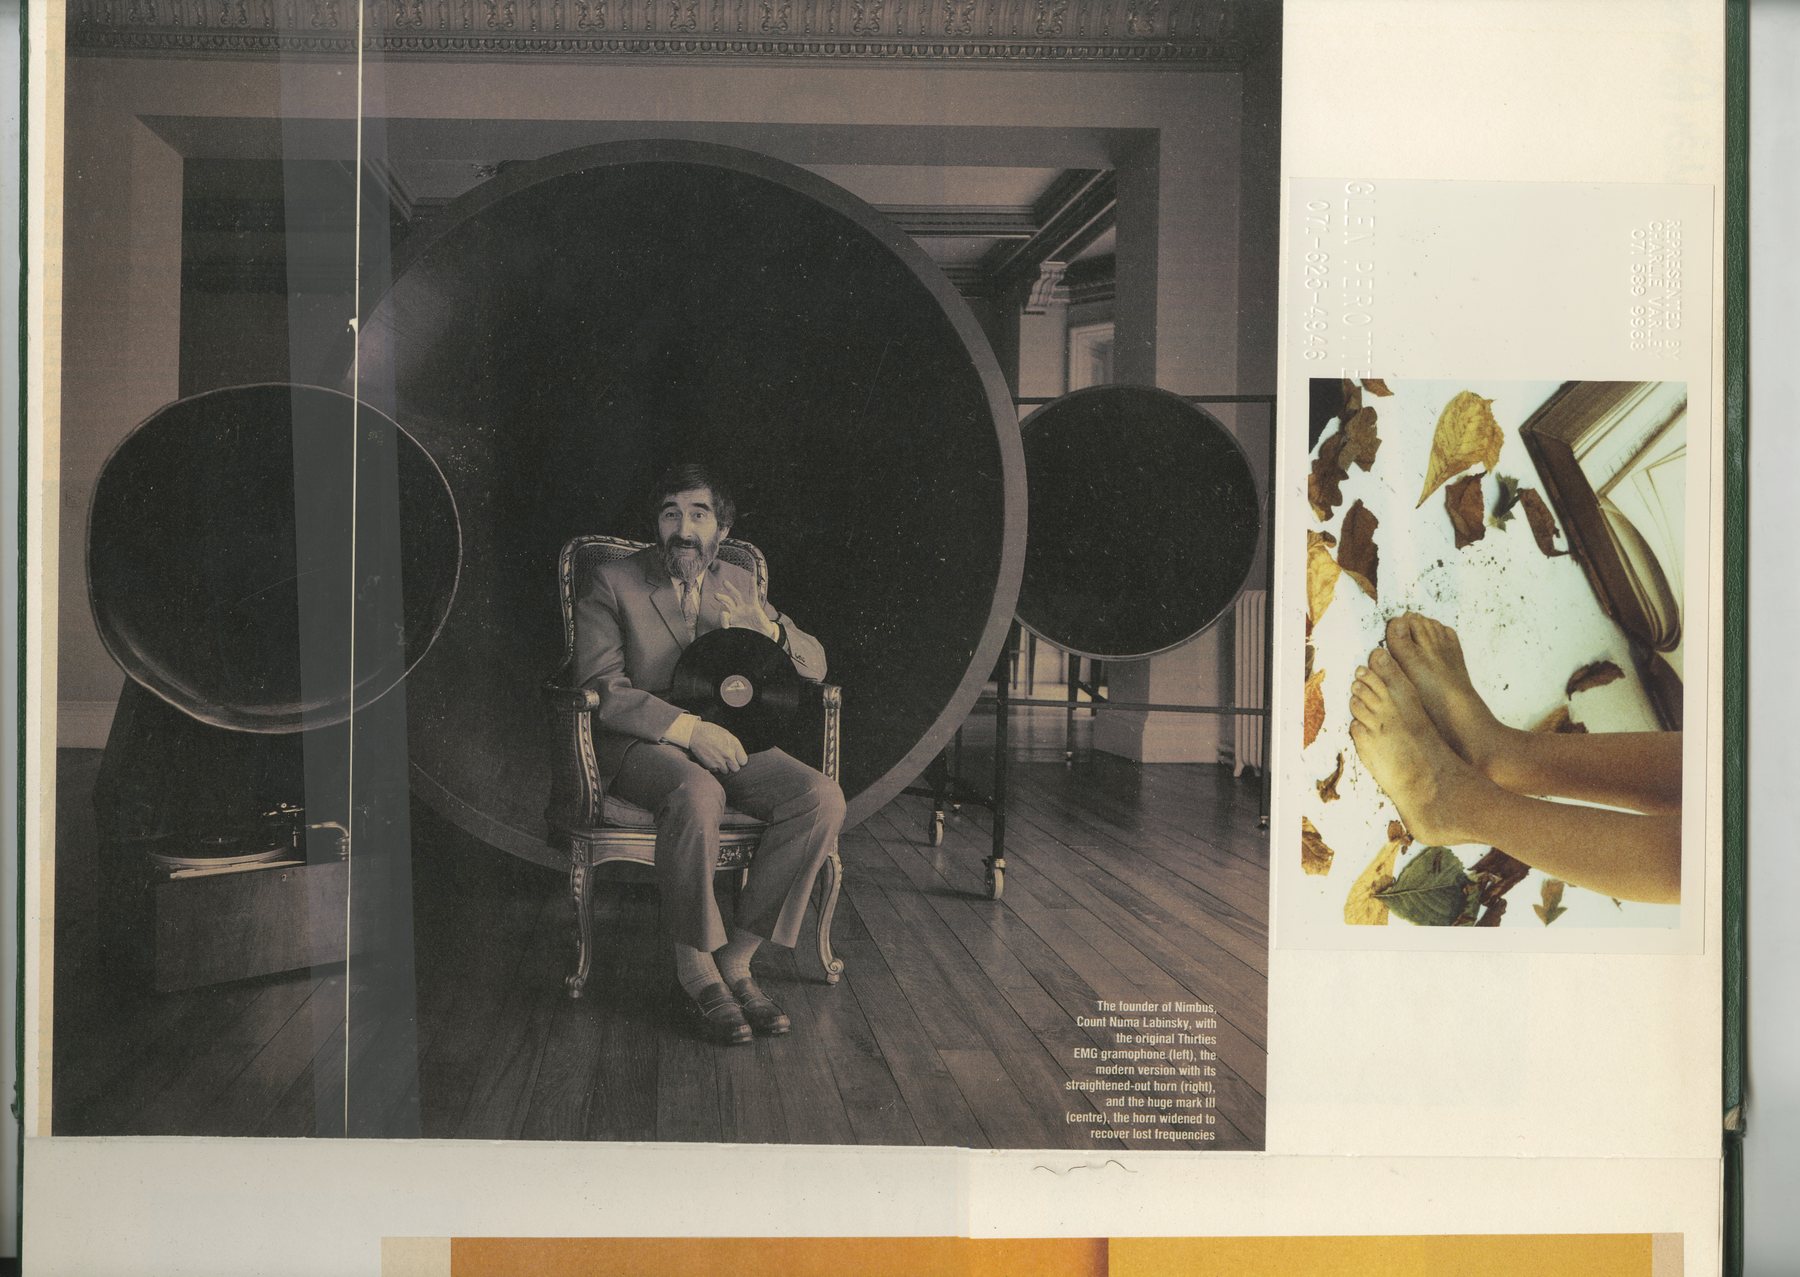 The founder of Nimbus,
Count Numa Labinsky, with
the original Thirties
EMG gramophone (left), the
modern version with its
straightened-out horn (right),
and the huge mark III
(centre), the horn widened to
recover lost frequencies
GLEN PEROTTE
071-625-4946
REPRESENTED BY
CHARLIE VARLEY
071 589 9968